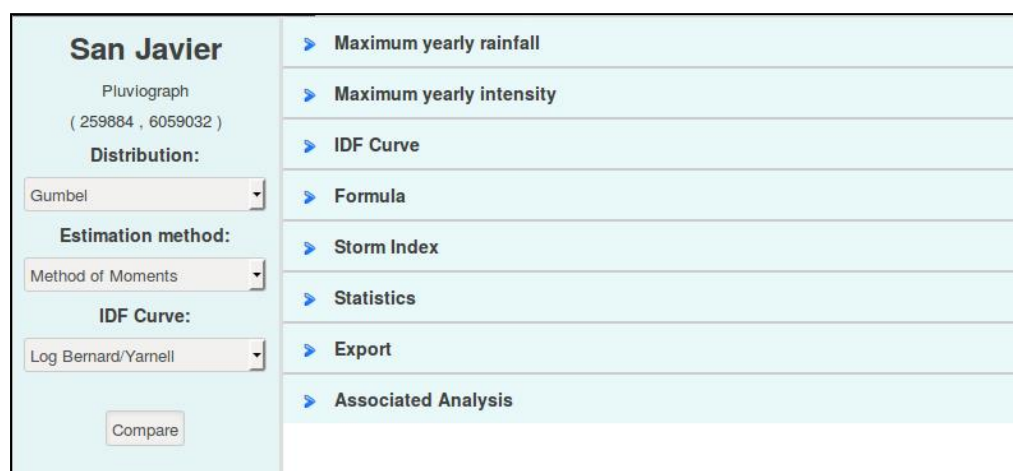 San Javier
Pluviograph
( 259884 , 6059032 )
Distribution:
Gumbel
Estimation method:
Method of Moments
IDF Curve:
Log Bernard/Yarnell
Compare
Maximum yearly rainfall
Maximum yearly intensity
IDF Curve
Formula
Storm Index
Statistics
Export
Associated Analysis